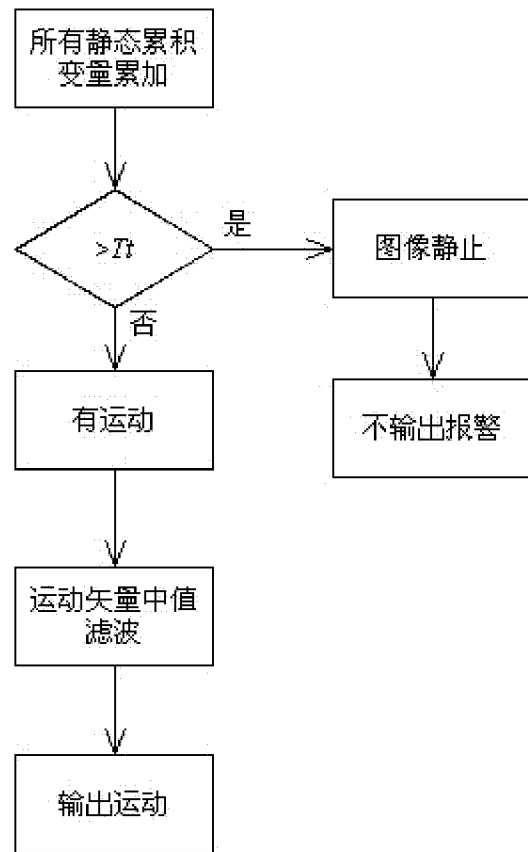 所有静态累积
变量累加
>Tt
是
图像静止
否
有运动
不输出报警
运动矢量中值
滤波
输出运动